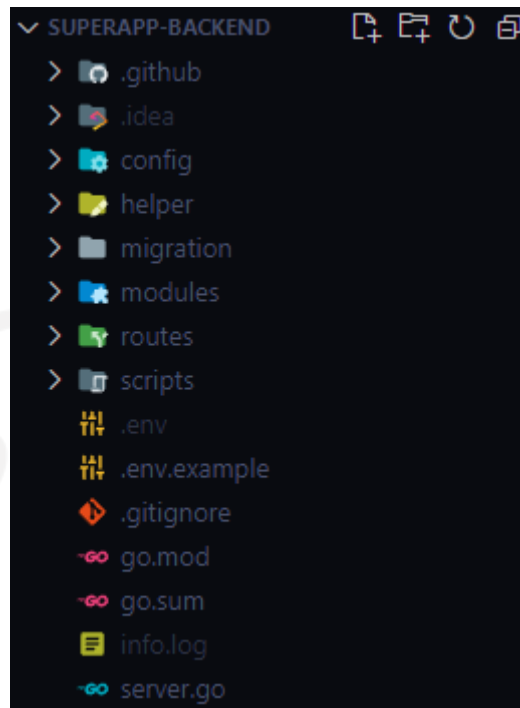 SUPERAPP-BACKEND
.github
.idea
config
helper
migration
modules
routes
scripts
.env
.env.example
.gitignore
go.mod
go.sum
info.log
server.go